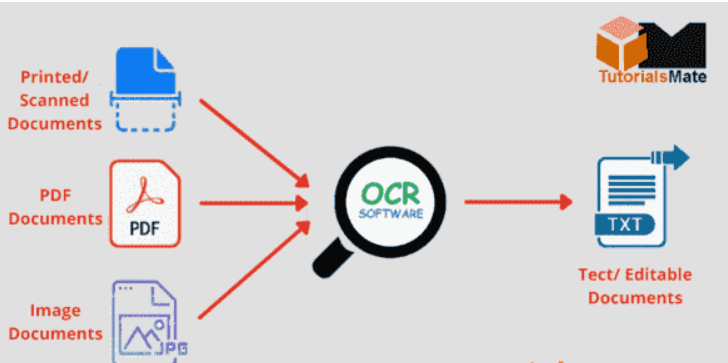 TutorialsMate
Printed/
Scanned
Documents
PDF
Documents
PDF
Image
Documents
JPG
OCR
SOFTWARE
TXT
Tect/ Editable
Documents